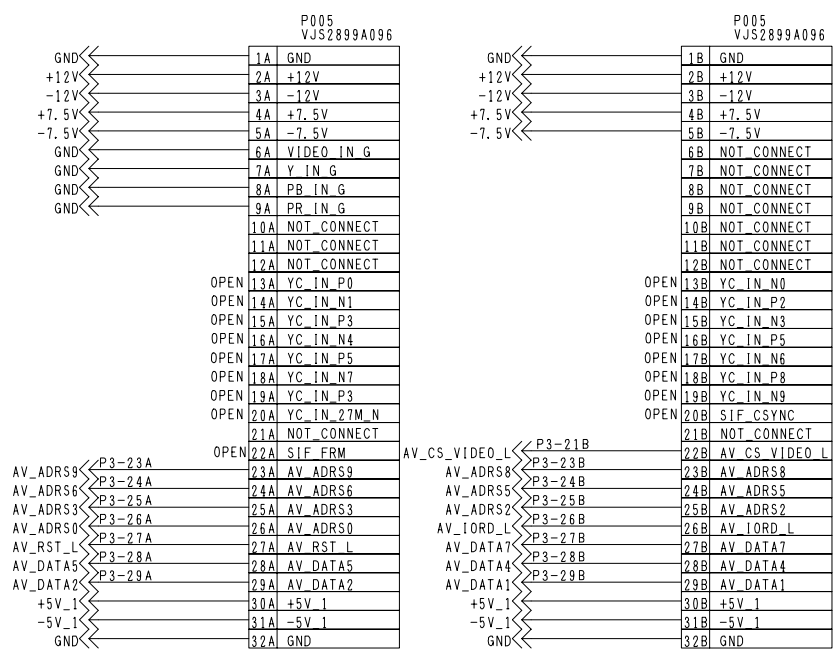 P005
VJS2899A096
GND 1A GND
+12V 2A +12V
-12V 3A -12V
+7.5V 4A +7.5V
-7.5V 5A -7.5V
GND 6A VIDEO_IN_G
GND 7A Y_IN_G
GND 8A PB_IN_G
GND 9A PR_IN_G
10A NOT_CONNECT
11A NOT_CONNECT
12A NOT_CONNECT
OPEN 13A YC_IN_P0
OPEN 14A YC_IN_N1
OPEN 15A YC_IN_P3
OPEN 16A YC_IN_N4
OPEN 17A YC_IN_P5
OPEN 18A YC_IN_N7
OPEN 19A YC_IN_P3
OPEN 20A YC_IN_27M_N
21A NOT_CONNECT
OPEN 22A SIF_FRM
AV_ADRS9 P3-23A 23A AV_ADRS9
AV_ADRS6 P3-24A 24A AV_ADRS6
AV_ADRS3 P3-25A 25A AV_ADRS3
AV_ADRS0 P3-26A 26A AV_ADRS0
AV_RST_L P3-27A 27A AV_RST_L
AV_DATA5 P3-28A 28A AV_DATA5
AV_DATA2 P3-29A 29A AV_DATA2
+5V_1 30A +5V_1
-5V_1 31A -5V_1
GND 32A GND
P005
VJS2899A096
GND 1B GND
+12V 2B +12V
-12V 3B -12V
+7.5V 4B +7.5V
-7.5V 5B -7.5V
6B NOT_CONNECT
7B NOT_CONNECT
8B NOT_CONNECT
9B NOT_CONNECT
10B NOT_CONNECT
11B NOT_CONNECT
12B NOT_CONNECT
OPEN 13B YC_IN_N0
OPEN 14B YC_IN_P2
OPEN 15B YC_IN_N3
OPEN 16B YC_IN_P5
OPEN 17B YC_IN_N6
OPEN 18B YC_IN_P8
OPEN 19B YC_IN_N9
OPEN 20B SIF_CSYNC
21B NOT_CONNECT
AV_CS_VIDEO_L P3-21B 22B AV_CS_VIDEO_L
AV_ADRS8 P3-23B 23B AV_ADRS8
AV_ADRS5 P3-24B 24B AV_ADRS5
AV_ADRS2 P3-25B 25B AV_ADRS2
AV_IORD_L P3-26B 26B AV_IORD_L
AV_DATA7 P3-27B 27B AV_DATA7
AV_DATA4 P3-28B 28B AV_DATA4
AV_DATA1 P3-29B 29B AV_DATA1
+5V_1 30B +5V_1
-5V_1 31B -5V_1
GND 32B GND